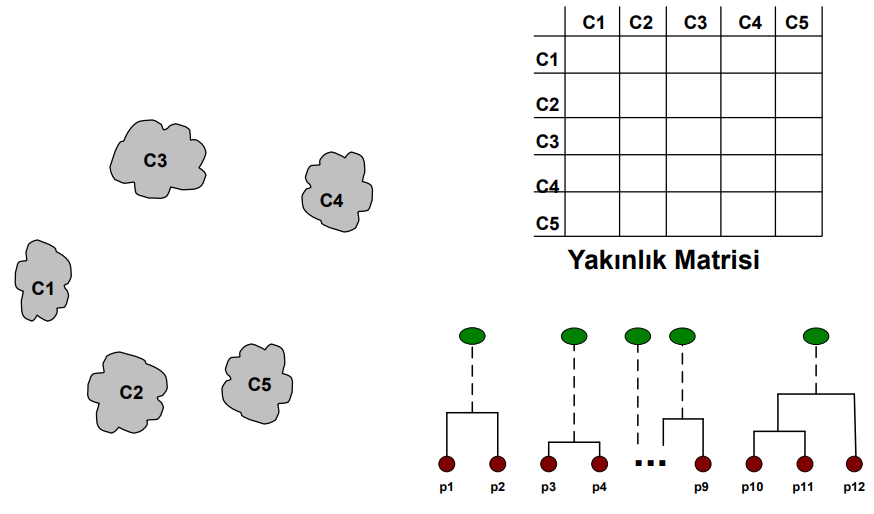 C3
C4
C1
C2
C5
C1 C2 C3 C4 C5
C1
C2
C3
C4
C5
Yakınlık Matrisi
...
p1 p2 p3 p4 p9 p10 p11 p12